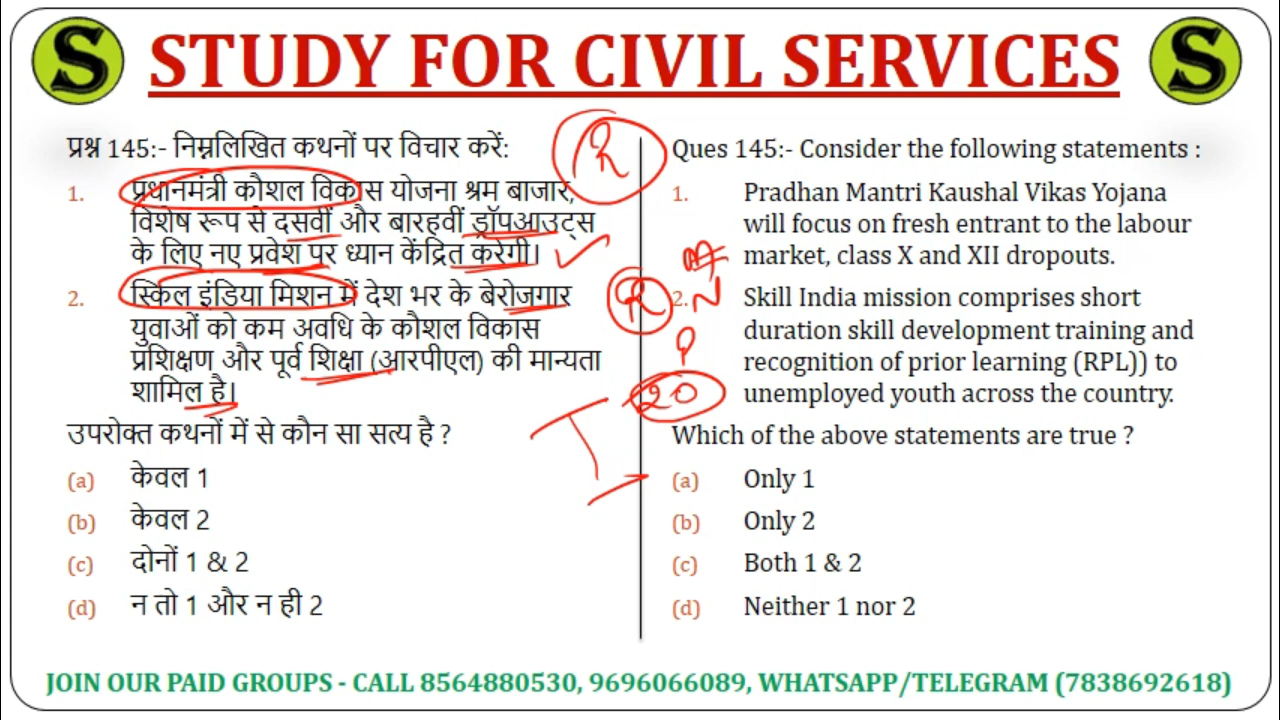 S
STUDY FOR CIVIL SERVICES
S
प्रश्न 145:- निम्नलिखित कथनों पर विचार करें:
1. प्रधानमंत्री कौशल विकास योजना श्रम बाजार,
विशेष रूप से दसवीं और बारहवीं ड्रॉपआउट्स
के लिए नए प्रवेश पर ध्यान केंद्रित करेगी।
2. स्किल इंडिया मिशन में देश भर के बेरोजगार
युवाओं को कम अवधि के कौशल विकास
प्रशिक्षण और पूर्व शिक्षा (आरपीएल) की मान्यता
शामिल है।
उपरोक्त कथनों में से कौन सा सत्य है ?
(a) केवल 1
(b) केवल 2
(c) दोनों 1 & 2
(d) न तो 1 और न ही 2
R
R
N
P
20
I
Ques 145:- Consider the following statements :
1. Pradhan Mantri Kaushal Vikas Yojana
will focus on fresh entrant to the labour
market, class X and XII dropouts.
2. Skill India mission comprises short
duration skill development training and
recognition of prior learning (RPL)) to
unemployed youth across the country.
Which of the above statements are true ?
(a) Only 1
(b) Only 2
(c) Both 1 & 2
(d) Neither 1 nor 2
JOIN OUR PAID GROUPS - CALL 8564880530, 9696066089, WHATSAPP/TELEGRAM (7838692618)